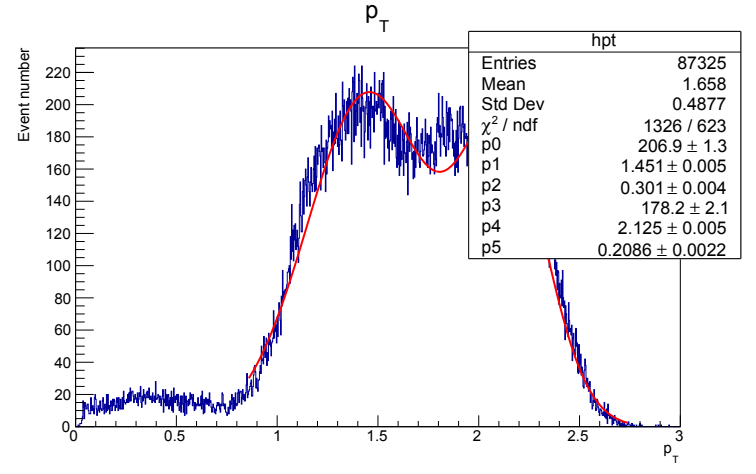 p_T
hpt
Entries 87325
Mean 1.658
Std Dev 0.4877
χ² / ndf 1326 / 623
p0 206.9 ± 1.3
p1 1.451 ± 0.005
p2 0.301 ± 0.004
p3 178.2 ± 2.1
p4 2.125 ± 0.005
p5 0.2086 ± 0.0022
Event number
220
200
180
160
140
120
100
80
60
40
20
0
0 0.5 1 1.5 2 2.5 3
p_T